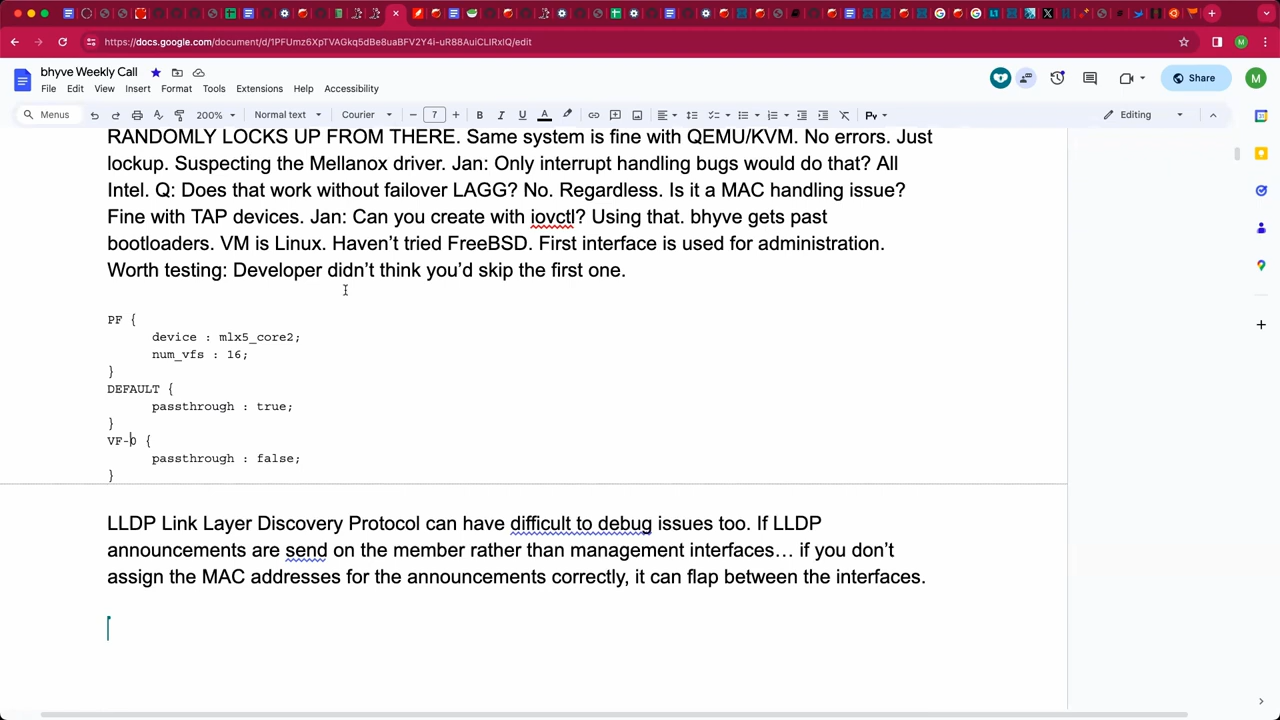 https://docs.google.com/document/d/1PFUmz6XpTVAGkq5dBe8uaBFV2Y4i-uR88AuiCLIRxIQ/edit
bhyve Weekly Call
File Edit View Insert Format Tools Extensions Help Accessibility
Share
M
Menus
200%
Normal text
Courier
7
Editing
RANDOMLY LOCKS UP FROM THERE. Same system is fine with QEMU/KVM. No errors. Just
lockup. Suspecting the Mellanox driver. Jan: Only interrupt handling bugs would do that? All
Intel. Q: Does that work without failover LAGG? No. Regardless. Is it a MAC handling issue?
Fine with TAP devices. Jan: Can you create with iovctl? Using that. bhyve gets past
bootloaders. VM is Linux. Haven't tried FreeBSD. First interface is used for administration.
Worth testing: Developer didn't think you'd skip the first one.
PF {
device : mlx5_core2;
num_vfs : 16;
}
DEFAULT {
passthrough : true;
}
VF-0 {
passthrough : false;
}
LLDP Link Layer Discovery Protocol can have difficult to debug issues too. If LLDP
announcements are send on the member rather than management interfaces… if you don't
assign the MAC addresses for the announcements correctly, it can flap between the interfaces.